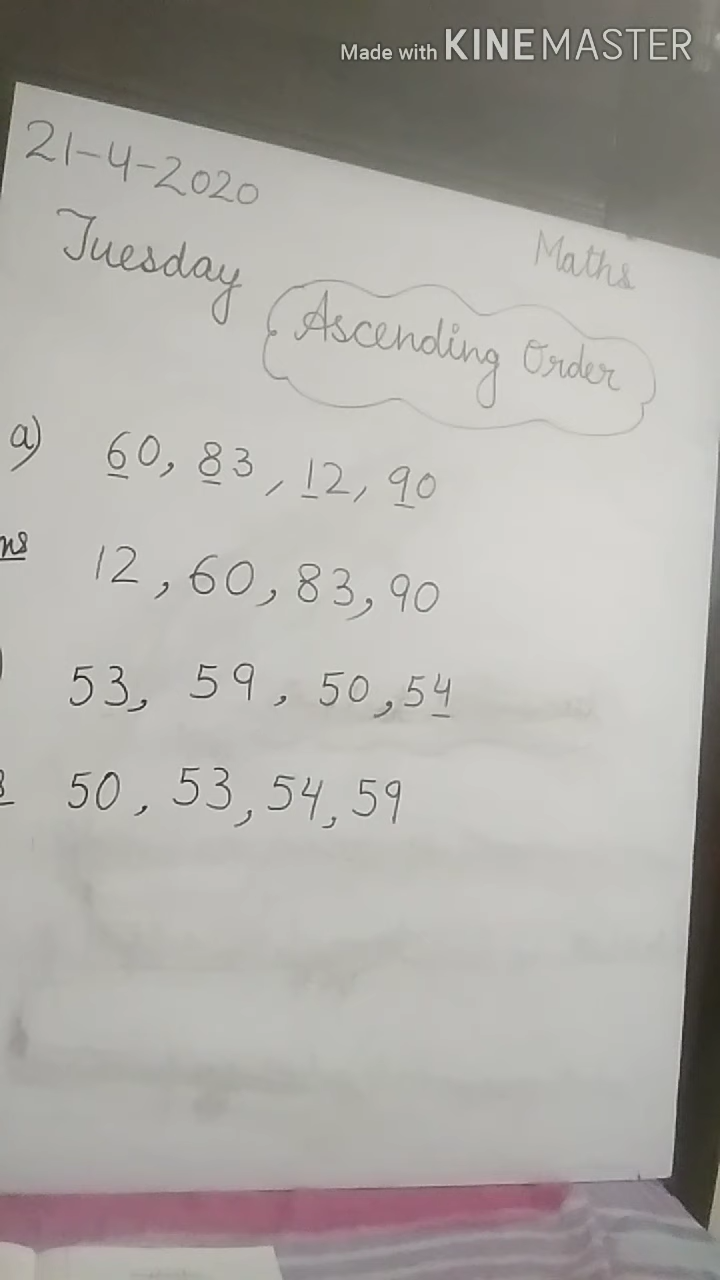 Made with KINEMASTER
21-4-2020
Maths
Tuesday
Ascending Order
a) 60, 83, 12, 90
ns 12, 60, 83, 90
) 53, 59, 50, 54
50, 53, 54, 59